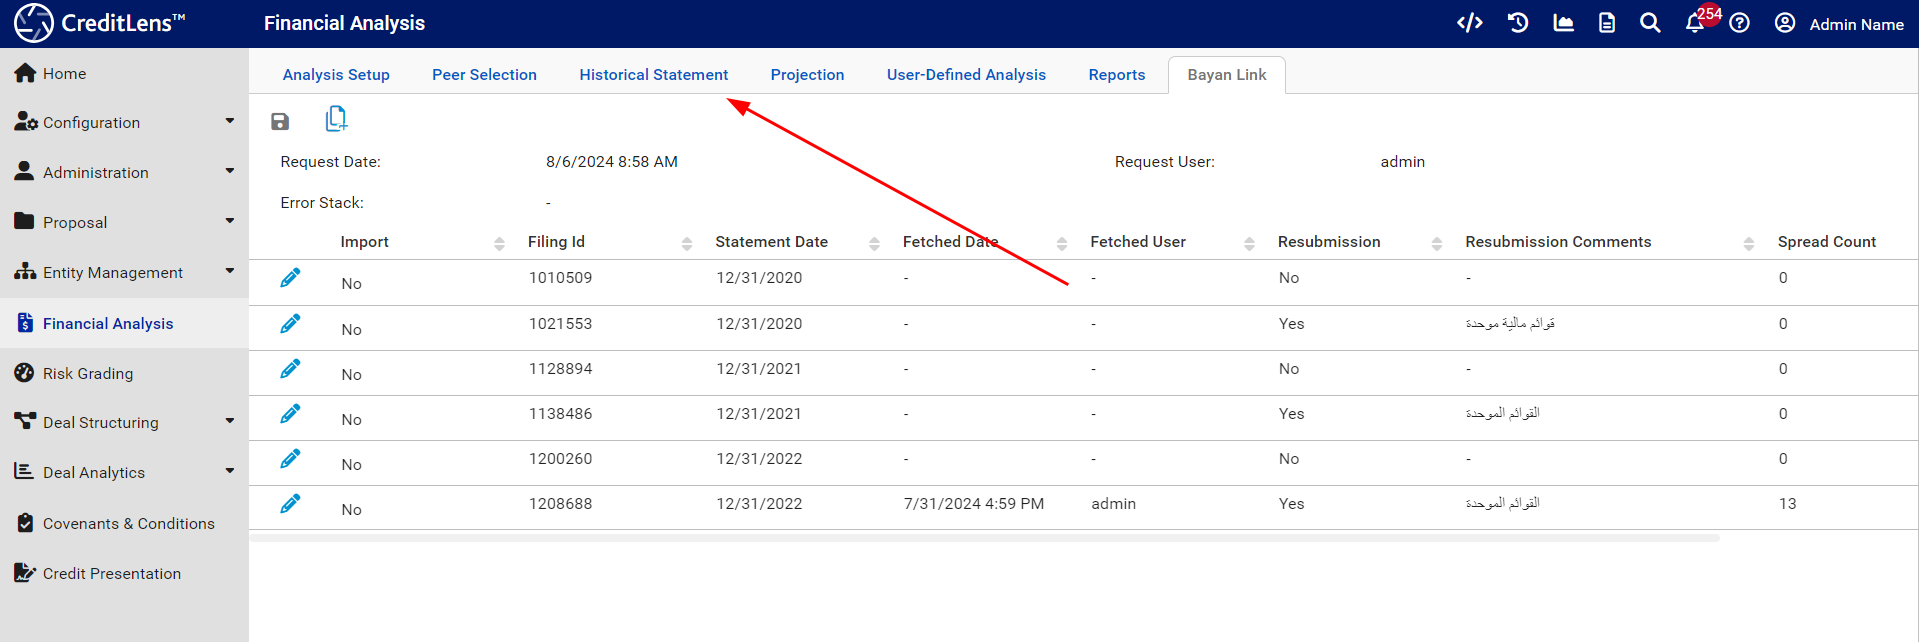 CreditLens™
Financial Analysis
</>
254
Admin Name
Home
Configuration
Administration
Proposal
Entity Management
Financial Analysis
Risk Grading
Deal Structuring
Deal Analytics
Covenants & Conditions
Credit Presentation
Analysis Setup Peer Selection Historical Statement Projection User-Defined Analysis Reports Bayan Link
Request Date: 8/6/2024 8:58 AM Request User: admin
Error Stack: -
Import Filing Id Statement Date Fetched Date Fetched User Resubmission Resubmission Comments Spread Count
No 1010509 12/31/2020 - - No - 0
No 1021553 12/31/2020 - - Yes قوائم مالية موحدة 0
No 1128894 12/31/2021 - - No - 0
No 1138486 12/31/2021 - - Yes القوائم الموحدة 0
No 1200260 12/31/2022 - - No - 0
No 1208688 12/31/2022 7/31/2024 4:59 PM admin Yes القوائم الموحدة 13